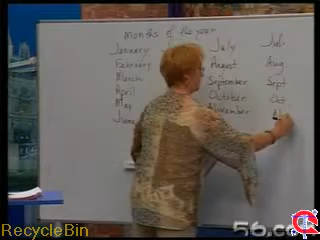 months of the year
January July Jul
February August Aug
March September Sept
April October Oct
May November
June
RecycleBin
56.co